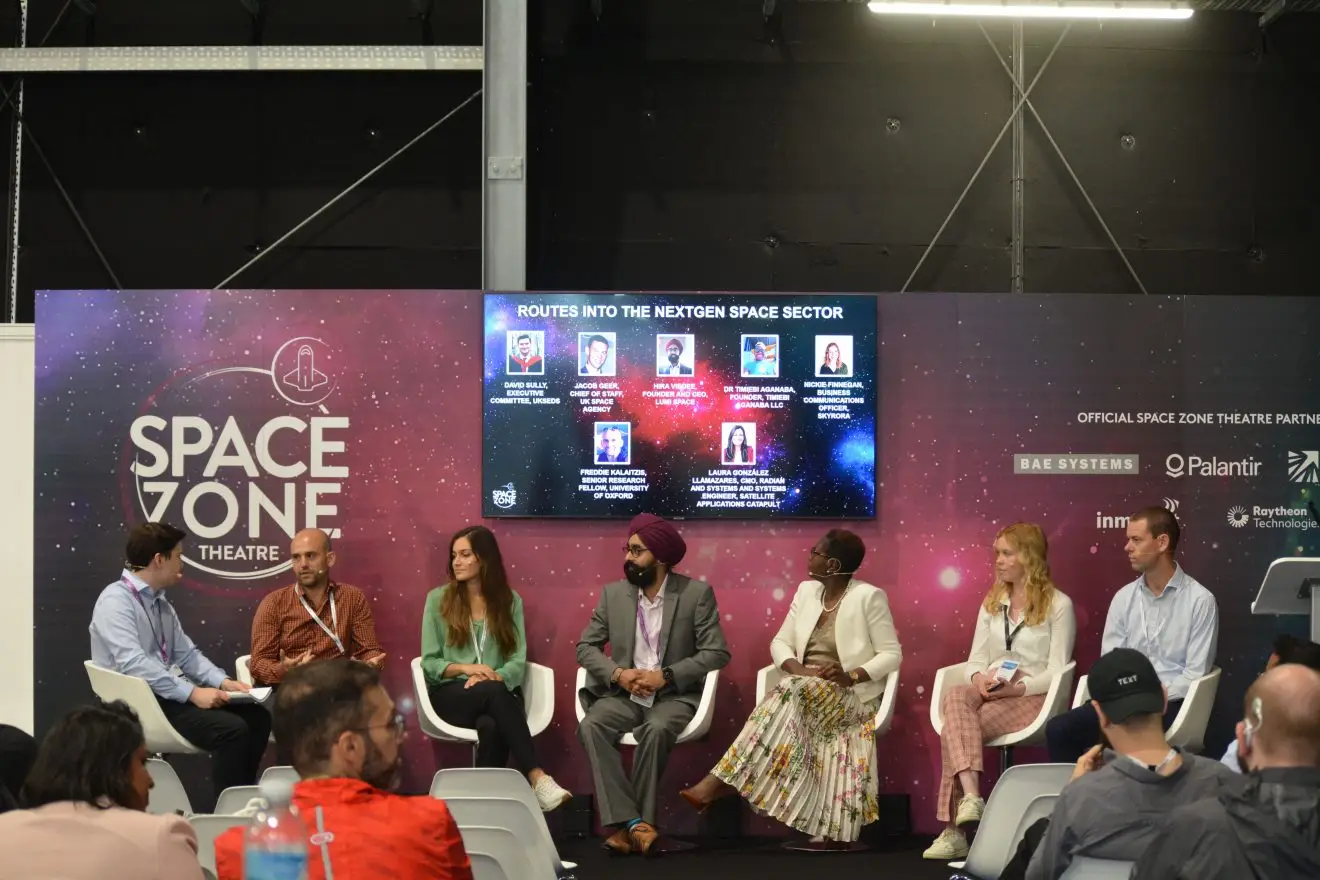 ROUTES INTO THE NEXTGEN SPACE SECTOR
DAVID SULLY,
EXECUTIVE
COMMITTEE, UKSEDS
JACOB GEER,
CHIEF OF STAFF,
UK SPACE
AGENCY
HIRA VIRDEE,
FOUNDER AND CEO,
LUMI SPACE
DR TIMIEBI AGANABA,
FOUNDER, TIMIEBI
AGANABA LLC
NICKIE FINNEGAN,
BUSINESS
COMMUNICATIONS
OFFICER,
SKYRORA
FREDDIE KALAITZIS,
SENIOR RESEARCH
FELLOW, UNIVERSITY
OF OXFORD
LAURA GONZÁLEZ
LLAMAZARES, CMO, RADIAN
AND SYSTEMS AND SYSTEMS
ENGINEER, SATELLITE
APPLICATIONS CATAPULT
SPACE
ZONE
SPACE
ZONE
THEATRE
OFFICIAL SPACE ZONE THEATRE PARTNE
BAE SYSTEMS
Palantir
inm
Raytheon
Technologie
TEXT